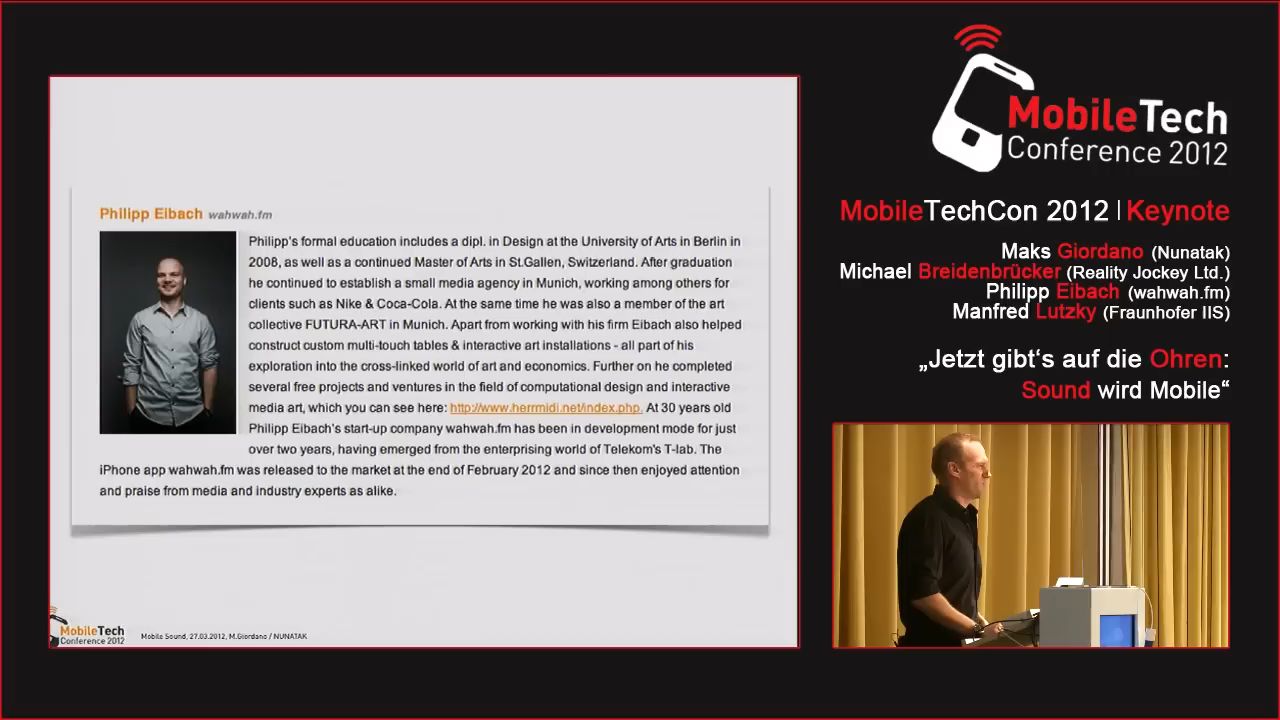 MobileTech
Conference 2012
MobileTechCon 2012 | Keynote
Maks Giordano (Nunatak)
Michael Breidenbrücker (Reality Jockey Ltd.)
Philipp Eibach (wahwah.fm)
Manfred Lutzky (Fraunhofer IIS)
„Jetzt gibt‘s auf die Ohren:
Sound wird Mobile“
Philipp Eibach wahwah.fm
Philipp's formal education includes a dipl. in Design at the University of Arts in Berlin in
2008, as well as a continued Master of Arts in St.Gallen, Switzerland. After graduation
he continued to establish a small media agency in Munich, working among others for
clients such as Nike & Coca-Cola. At the same time he was also a member of the art
collective FUTURA-ART in Munich. Apart from working with his firm Eibach also helped
construct custom multi-touch tables & interactive art installations - all part of his
exploration into the cross-linked world of art and economics. Further on he completed
several free projects and ventures in the field of computational design and interactive
media art, which you can see here: http://www.herrmidi.net/index.php. At 30 years old
Philipp Eibach's start-up company wahwah.fm has been in development mode for just
over two years, having emerged from the enterprising world of Telekom's T-lab. The
iPhone app wahwah.fm was released to the market at the end of February 2012 and since then enjoyed attention
and praise from media and industry experts as alike.
MobileTech
Conference 2012
Mobile Sound, 27.03.2012, M.Giordano / NUNATAK